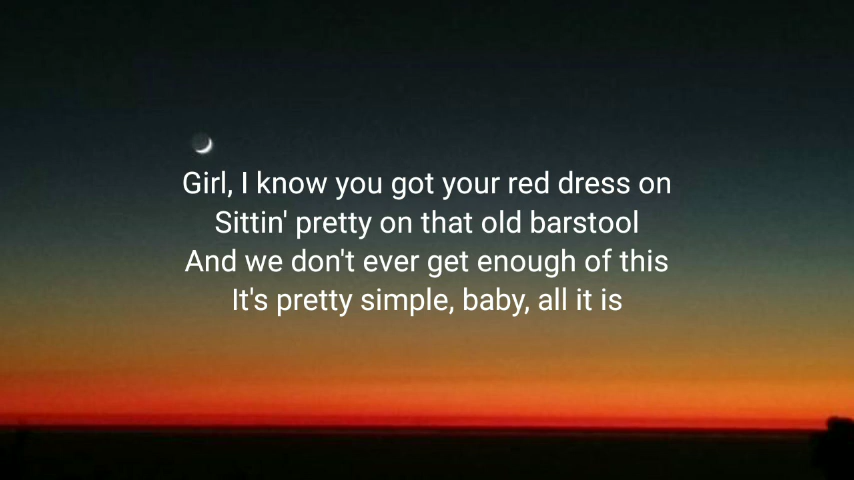 Girl, I know you got your red dress on
Sittin' pretty on that old barstool
And we don't ever get enough of this
It's pretty simple, baby, all it is